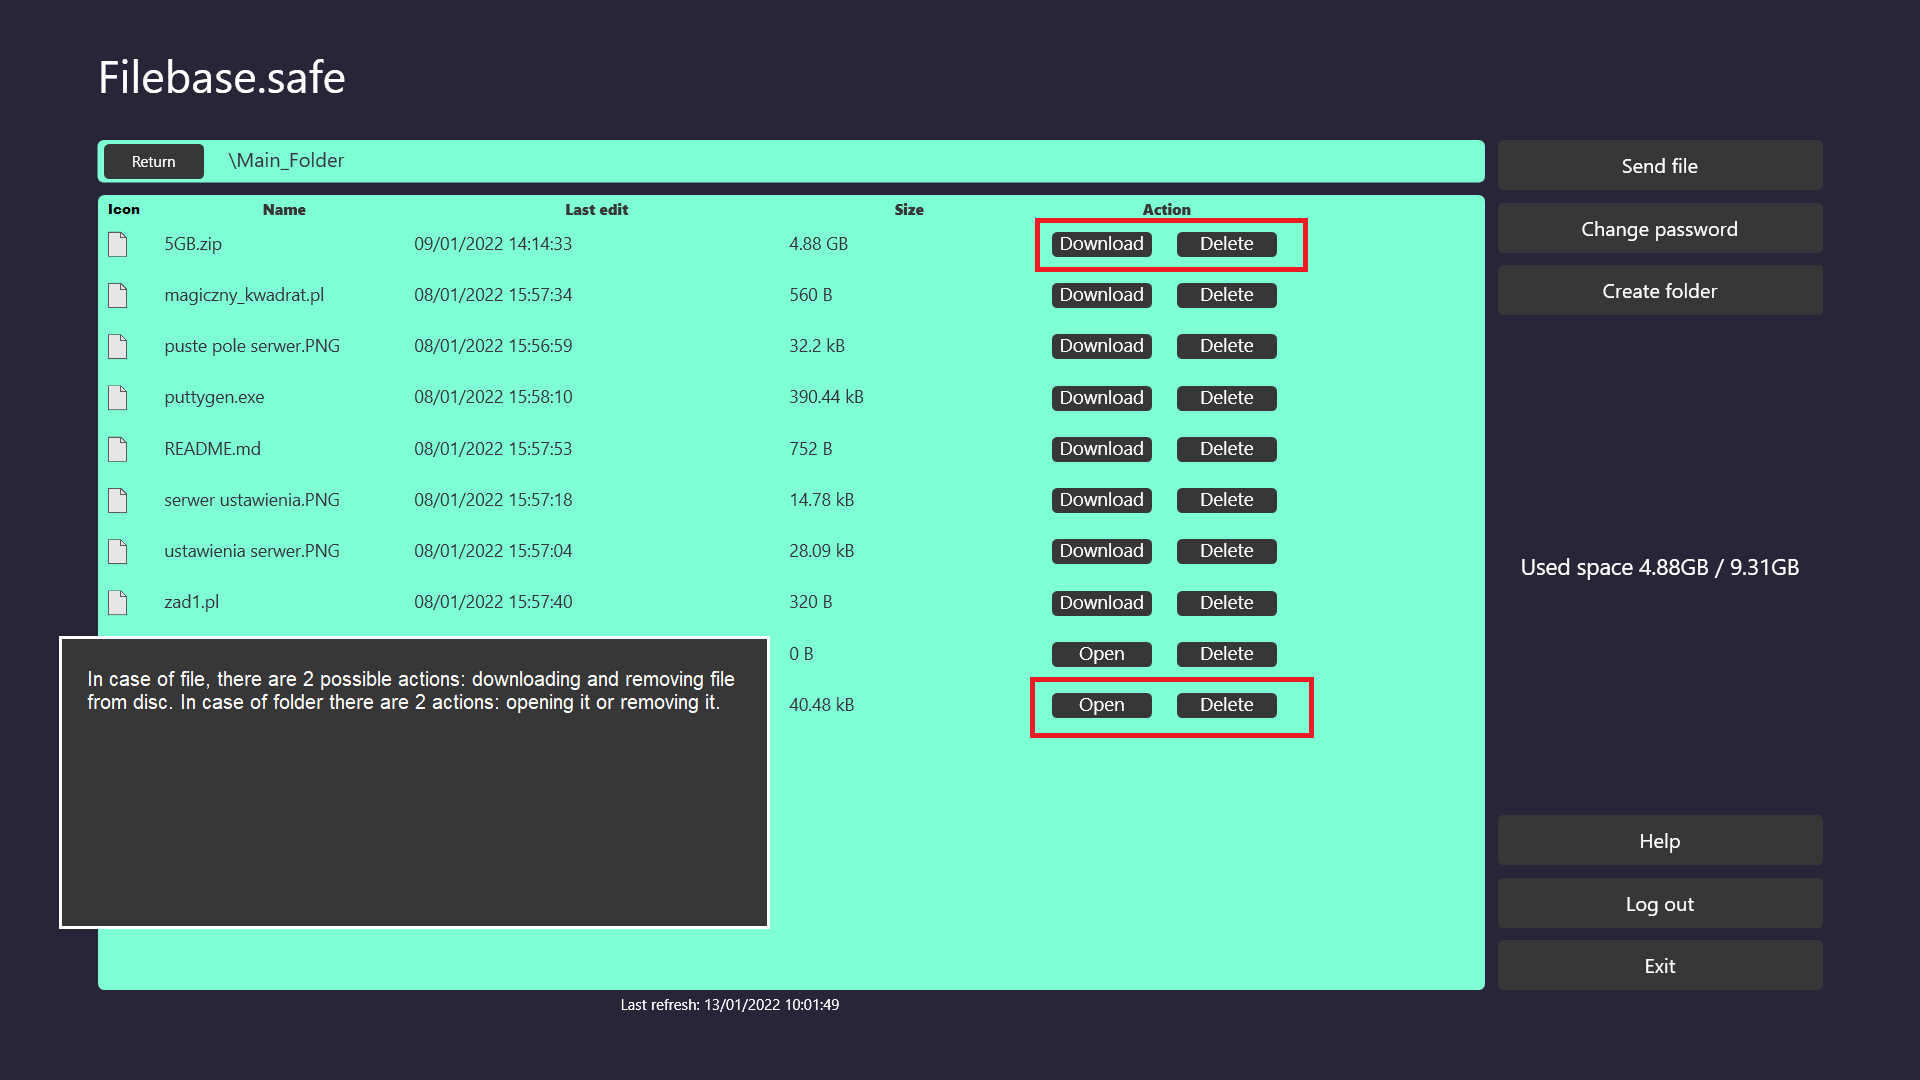 Filebase.safe
Return \Main_Folder
Send file
Change password
Create folder
Icon Name Last edit Size Action
5GB.zip 09/01/2022 14:14:33 4.88 GB Download Delete
magiczny_kwadrat.pl 08/01/2022 15:57:34 560 B Download Delete
puste pole serwer.PNG 08/01/2022 15:56:59 32.2 kB Download Delete
puttygen.exe 08/01/2022 15:58:10 390.44 kB Download Delete
README.md 08/01/2022 15:57:53 752 B Download Delete
serwer ustawienia.PNG 08/01/2022 15:57:18 14.78 kB Download Delete
ustawienia serwer.PNG 08/01/2022 15:57:04 28.09 kB Download Delete
zad1.pl 08/01/2022 15:57:40 320 B Download Delete
0 B Open Delete
40.48 kB Open Delete
In case of file, there are 2 possible actions: downloading and removing file
from disc. In case of folder there are 2 actions: opening it or removing it.
Used space 4.88GB / 9.31GB
Help
Log out
Exit
Last refresh: 13/01/2022 10:01:49